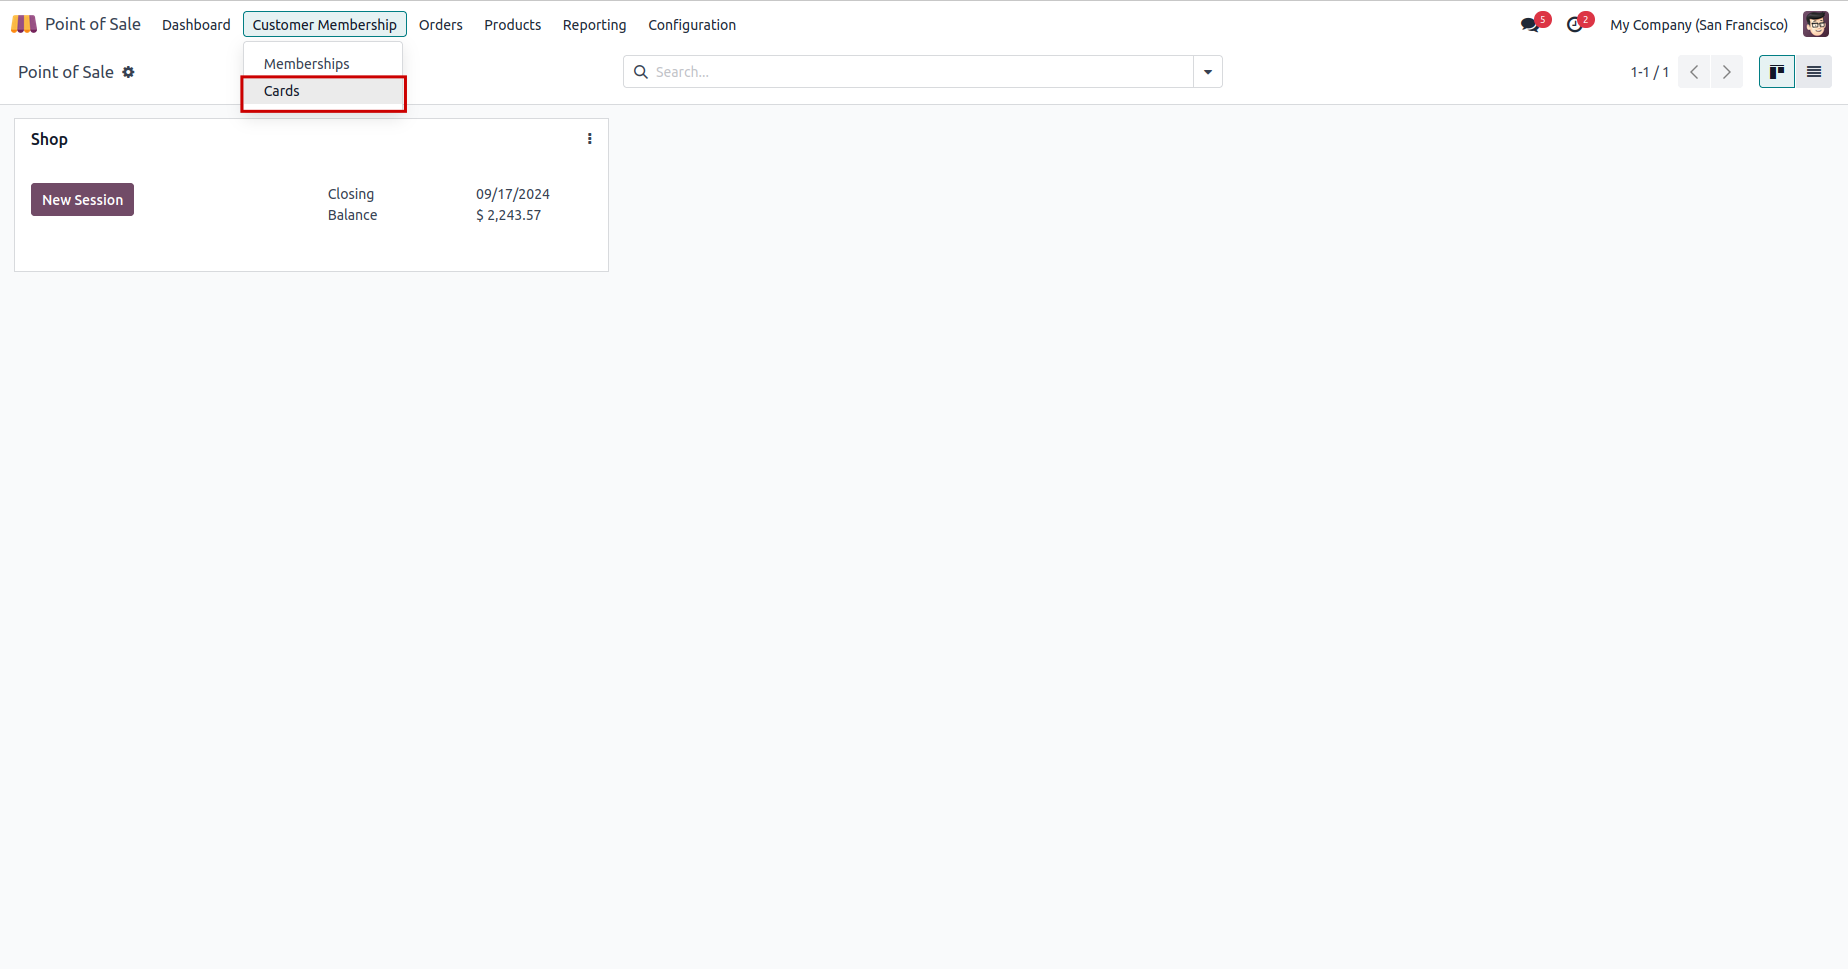 Point of Sale Dashboard Customer Membership Orders Products Reporting Configuration 5 2 My Company (San Francisco)
Memberships
Cards
Point of Sale Search... 1-1 / 1
Shop
New Session
Closing 09/17/2024
Balance $ 2,243.57